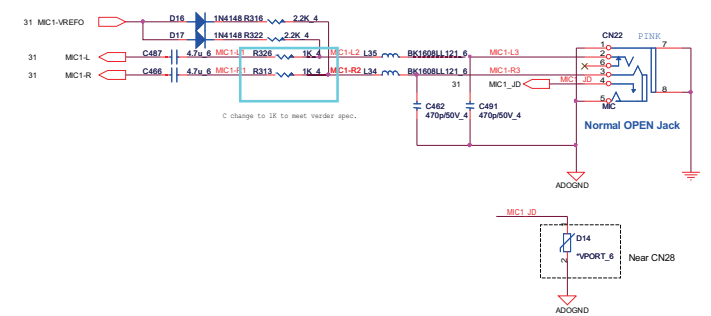 31 MIC1-VREFO
D16 1N4148 R316 2.2K_4
D17 1N4148 R322 2.2K_4
31 MIC1-L C487 4.7u_6 MIC1-L1 R326 1K_4 MIC1-L2 L35 BK1608LL121_6 MIC1-L3
31 MIC1-R C466 4.7u_6 MIC1-R1 R313 1K_4 MIC1-R2 L34 BK1608LL121_6 MIC1-R3
31 MIC1_JD MIC1_JD
CN22 PINK
1
2
6
3
4
5
7
8
MIC
C462
470p/50V_4
C491
470p/50V_4
C change to 1K to meet verder spec.
Normal OPEN Jack
ADOGND
MIC1_JD
1
D14
*VPORT_6
2
Near CN28
ADOGND